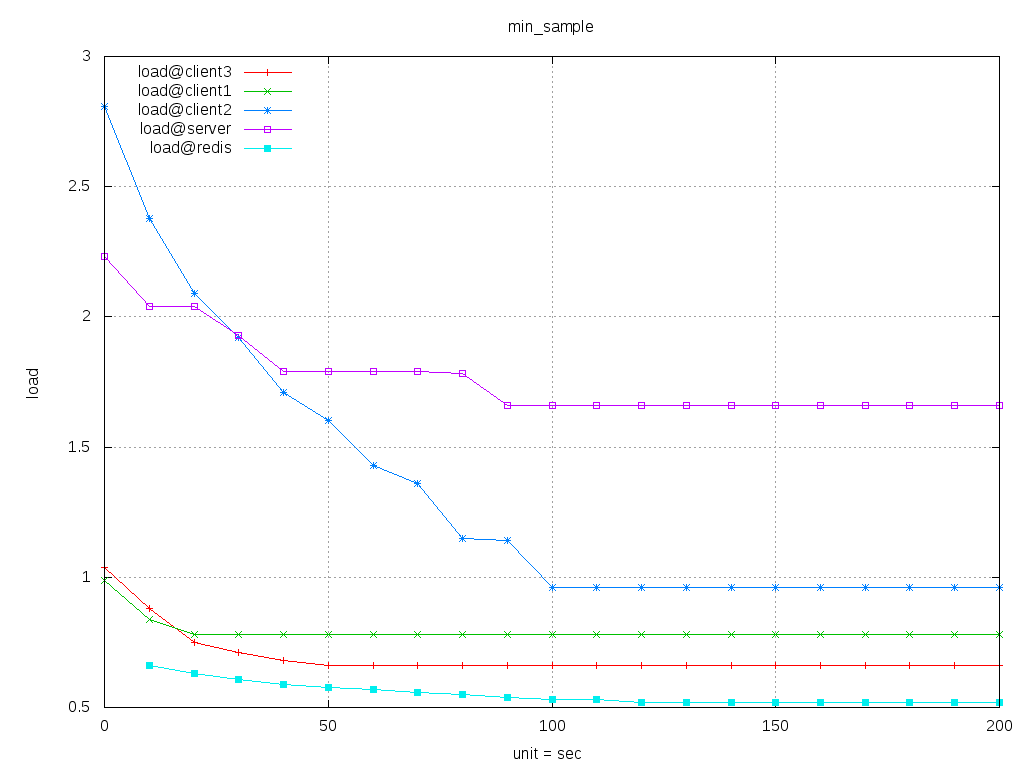 min_sample
3
2.5
2
1.5
1
0.5
load
load@client3
load@client1
load@client2
load@server
load@redis
0 50 100 150 200
unit = sec